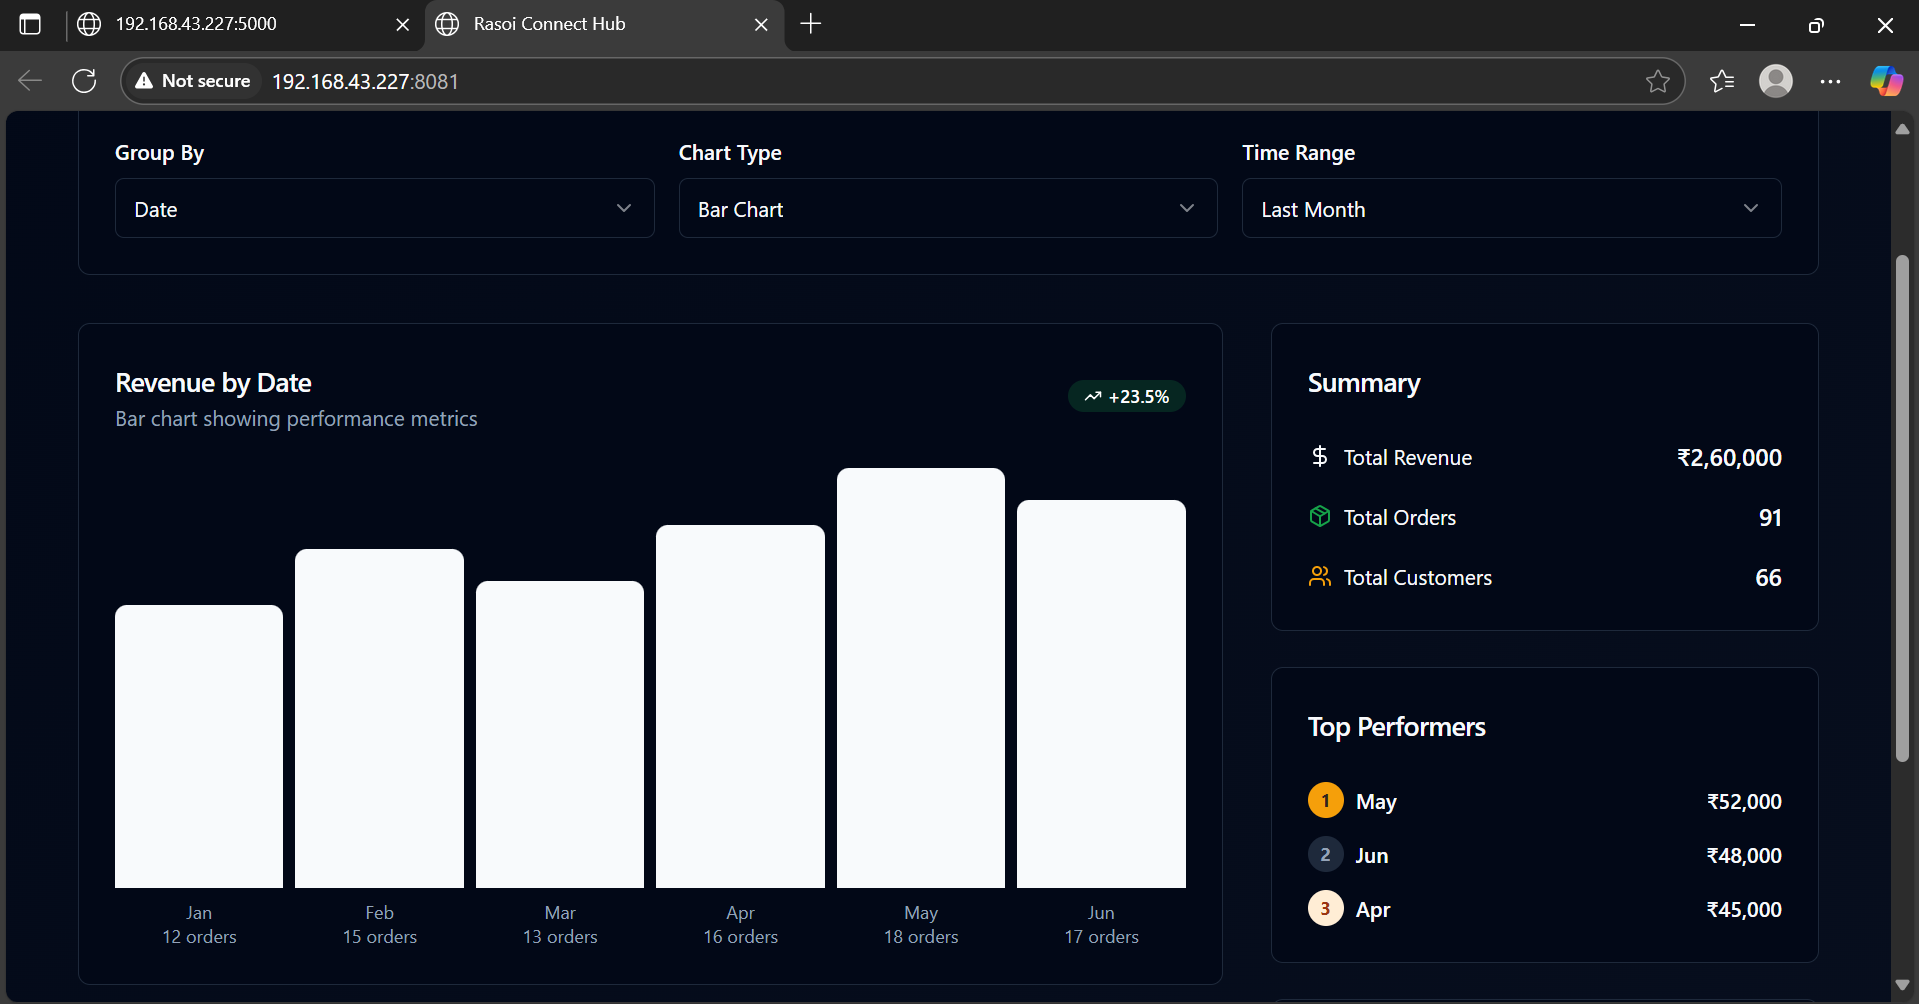 192.168.43.227:5000
Rasoi Connect Hub
Not secure 192.168.43.227:8081
Group By
Date
Chart Type
Bar Chart
Time Range
Last Month
Revenue by Date
Bar chart showing performance metrics
+23.5%
Jan
12 orders
Feb
15 orders
Mar
13 orders
Apr
16 orders
May
18 orders
Jun
17 orders
Summary
$ Total Revenue ₹2,60,000
Total Orders 91
Total Customers 66
Top Performers
1 May ₹52,000
2 Jun ₹48,000
3 Apr ₹45,000